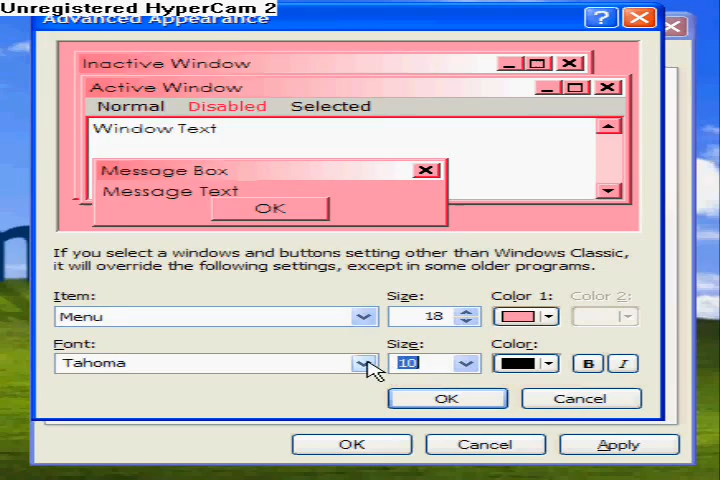 Unregistered HyperCam 2
Advanced Appearance
Inactive Window
Active Window
Normal Disabled Selected
Window Text
Message Box
Message Text
OK
If you select a windows and buttons setting other than Windows Classic,
it will override the following settings, except in some older programs.
Item: Size: Color 1: Color 2:
Menu 18
Font: Size: Color:
Tahoma 10 B I
OK Cancel
OK Cancel Apply